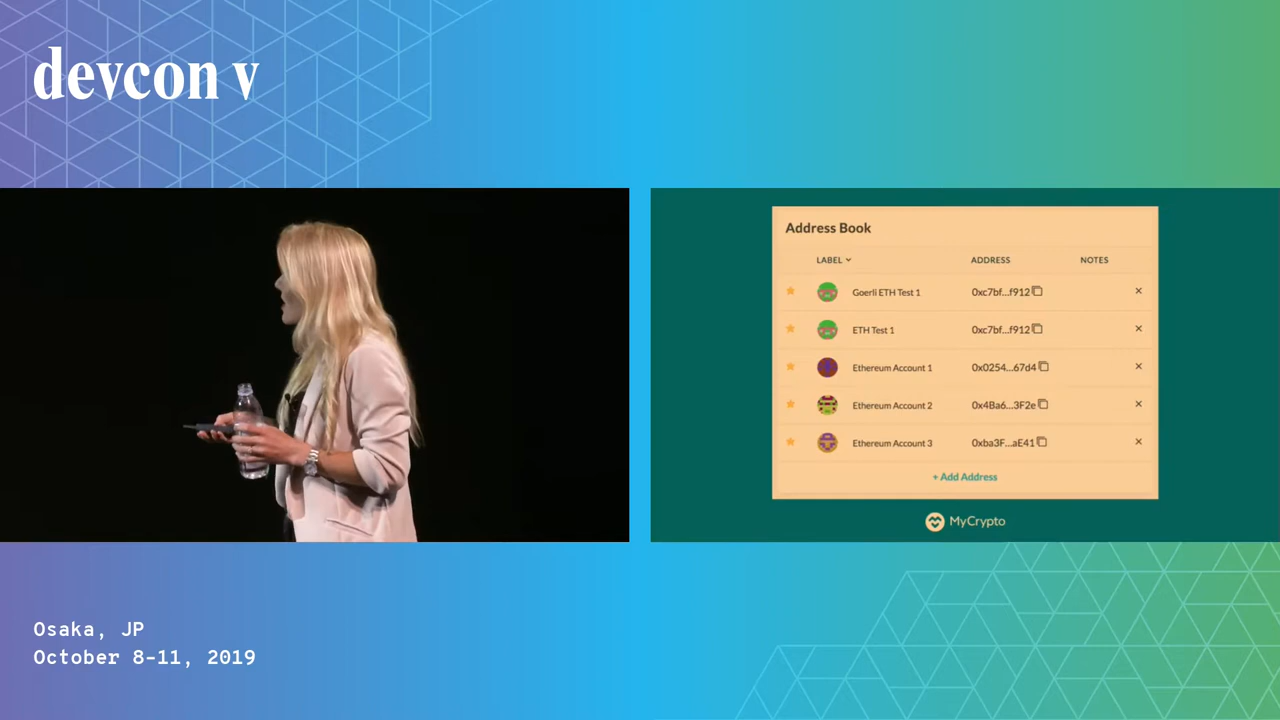 devcon v
Address Book
LABEL ADDRESS NOTES
Goerli ETH Test 1 0xc7bf...f912
ETH Test 1 0xc7bf...f912
Ethereum Account 1 0x0254...67d4
Ethereum Account 2 0x4Ba6...3F2e
Ethereum Account 3 0xba3F...aE41
+ Add Address
MyCrypto
Osaka, JP
October 8-11, 2019